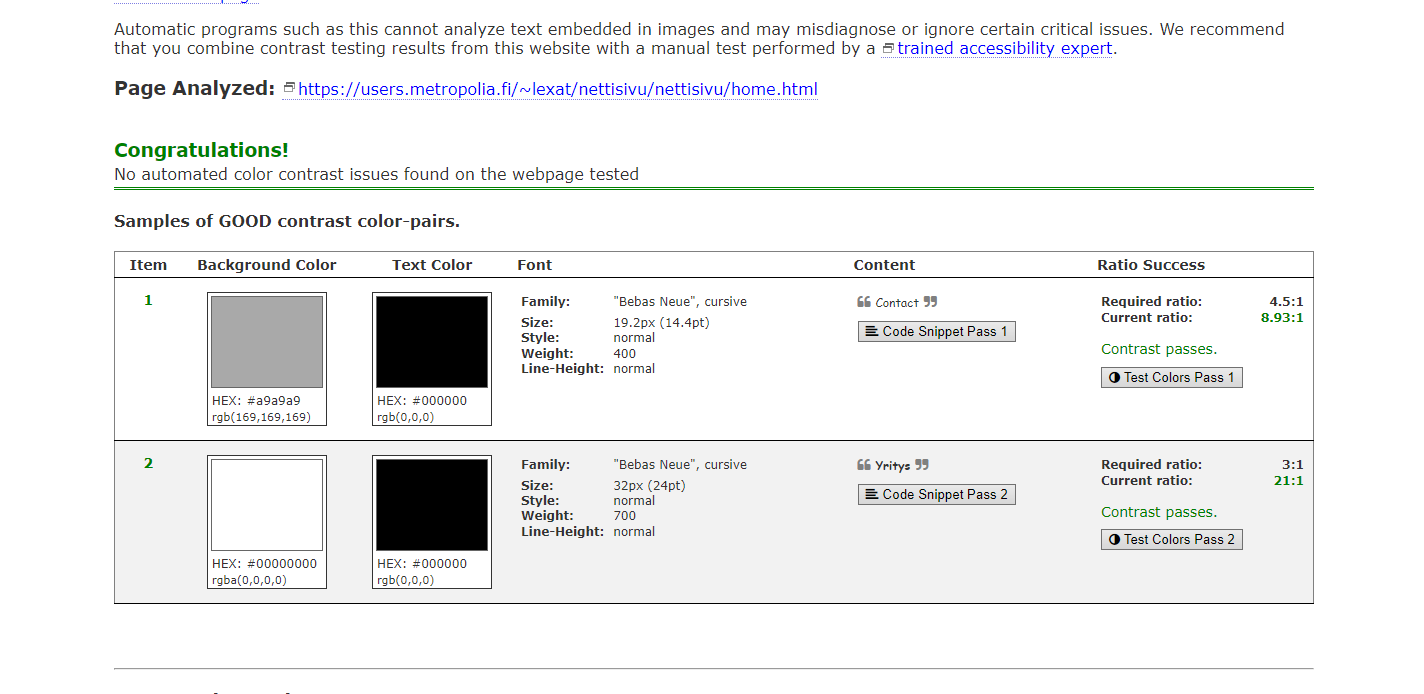 Automatic programs such as this cannot analyze text embedded in images and may misdiagnose or ignore certain critical issues. We recommend
that you combine contrast testing results from this website with a manual test performed by a trained accessibility expert.
Page Analyzed: https://users.metropolia.fi/~lexat/nettisivu/nettisivu/home.html
Congratulations!
No automated color contrast issues found on the webpage tested
Samples of GOOD contrast color-pairs.
Item Background Color Text Color Font Content Ratio Success
1
HEX: #a9a9a9
rgb(169,169,169)
HEX: #000000
rgb(0,0,0)
Family: "Bebas Neue", cursive
Size: 19.2px (14.4pt)
Style: normal
Weight: 400
Line-Height: normal
❝ Contact ❞
Code Snippet Pass 1
Required ratio: 4.5:1
Current ratio: 8.93:1
Contrast passes.
Test Colors Pass 1
2
HEX: #00000000
rgba(0,0,0,0)
HEX: #000000
rgb(0,0,0)
Family: "Bebas Neue", cursive
Size: 32px (24pt)
Style: normal
Weight: 700
Line-Height: normal
❝ Yritys ❞
Code Snippet Pass 2
Required ratio: 3:1
Current ratio: 21:1
Contrast passes.
Test Colors Pass 2